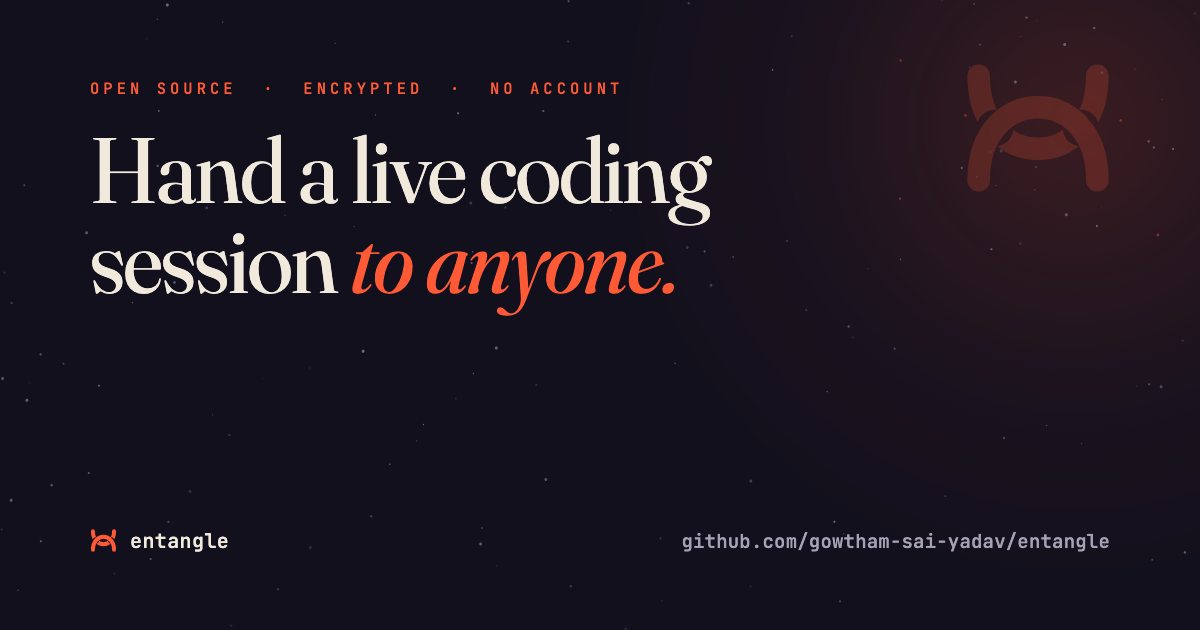 OPEN SOURCE · ENCRYPTED · NO ACCOUNT
Hand a live coding
session to anyone.
entangle
github.com/gowtham-sai-yadav/entangle